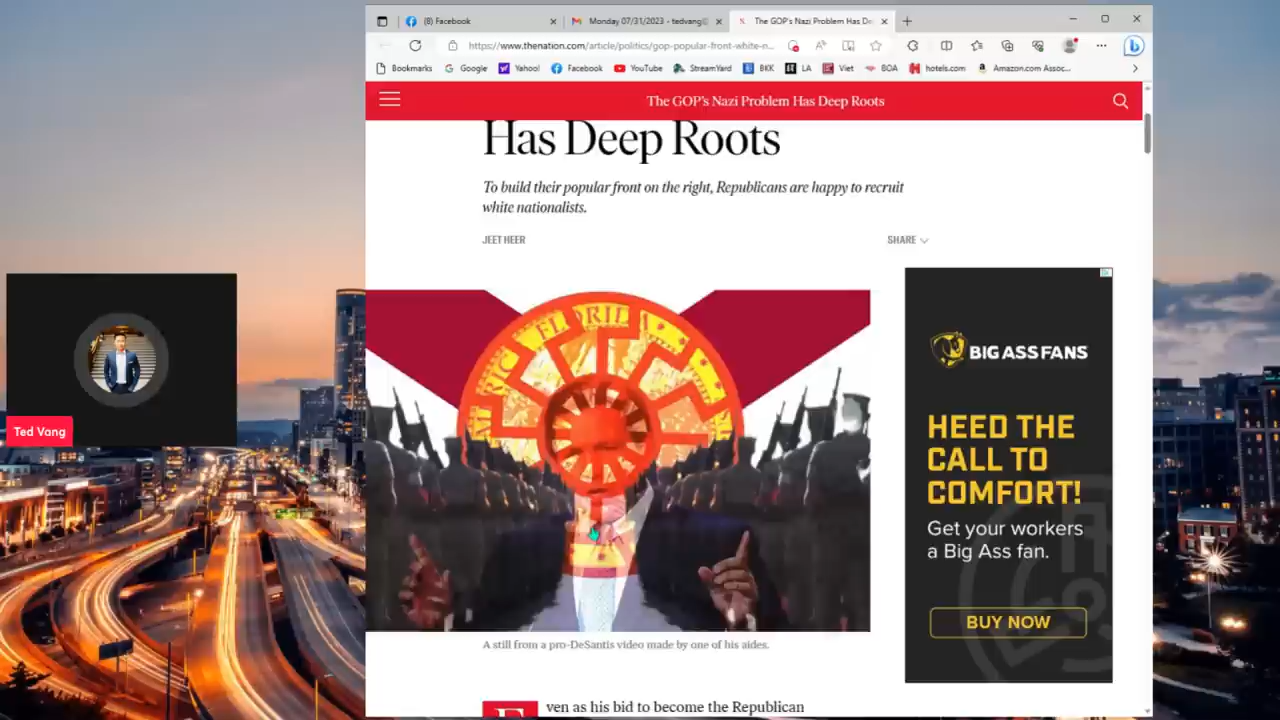 (8) Facebook
Monday 07/31/2023 - tedvang@
The GOP's Nazi Problem Has De
https://www.thenation.com/article/politics/gop-popular-front-white-n...
Bookmarks
Google
Yahoo!
Facebook
YouTube
StreamYard
BKK
LA
Viet
BOA
hotels.com
Amazon.com Assoc...
The GOP's Nazi Problem Has Deep Roots
Has Deep Roots
To build their popular front on the right, Republicans are happy to recruit
white nationalists.
JEET HEER
SHARE
FLORID
BIG ASS FANS
HEED THE
CALL TO
COMFORT!
Get your workers
a Big Ass fan.
BUY NOW
Ted Vang
A still from a pro-DeSantis video made by one of his aides.
Even as his bid to become the Republican